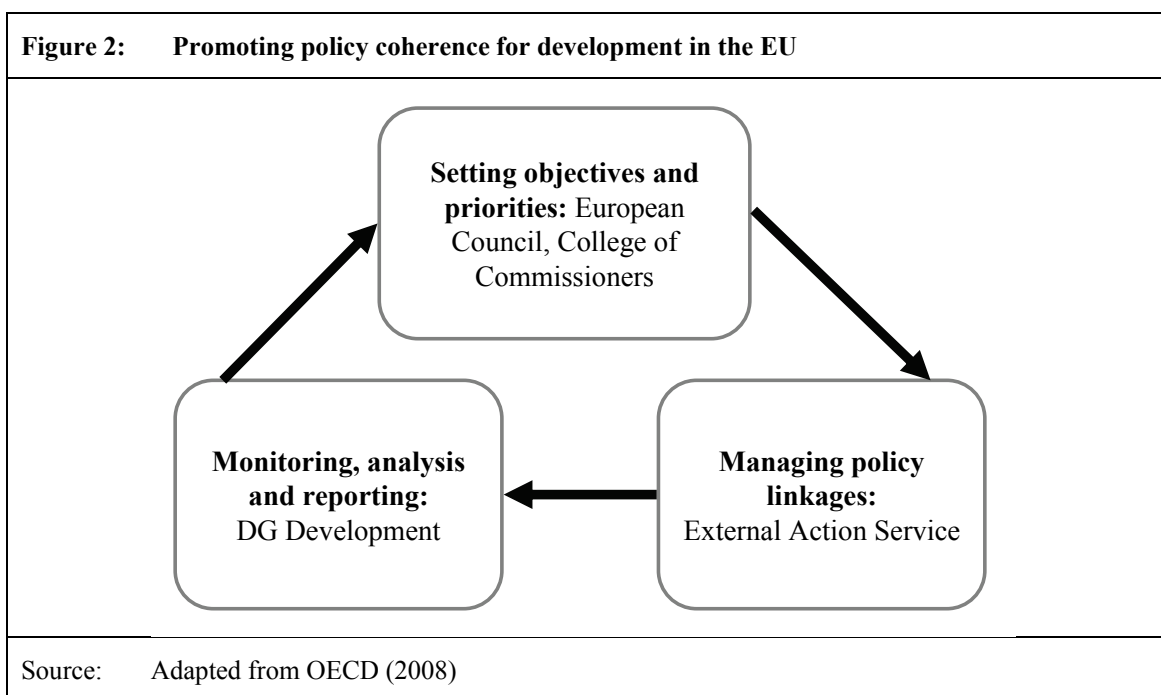 Figure 2: Promoting policy coherence for development in the EU
Setting objectives and
priorities: European
Council, College of
Commissioners
Monitoring, analysis
and reporting:
DG Development
Managing policy
linkages:
External Action Service
Source: Adapted from OECD (2008)